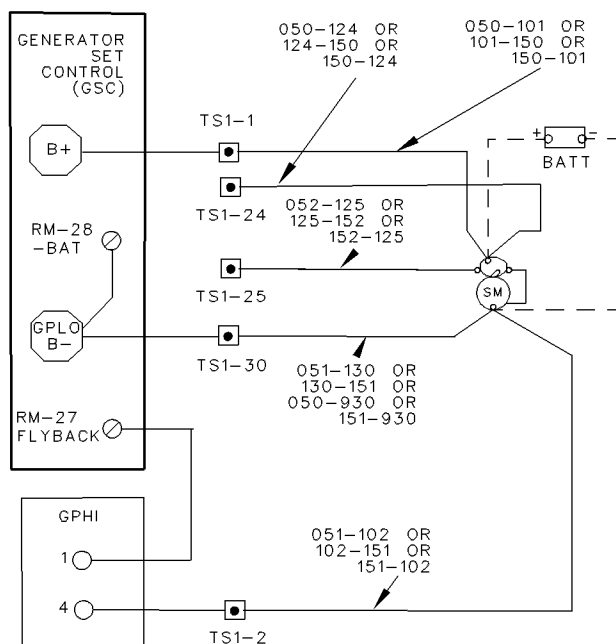 050-124 OR
124-150 OR
150-124
050-101 OR
101-150 OR
150-101
GENERATOR
SET
CONTROL
(GSC)
TS1-1
B+
+ -
BATT
TS1-24
052-125 OR
125-152 OR
152-125
RM-28
-BAT
TS1-25
SM
GPLO
B-
TS1-30
051-130 OR
130-151 OR
050-930 OR
151-930
RM-27
FLYBACK
GPHI
1
051-102 OR
102-151 OR
151-102
4
TS1-2